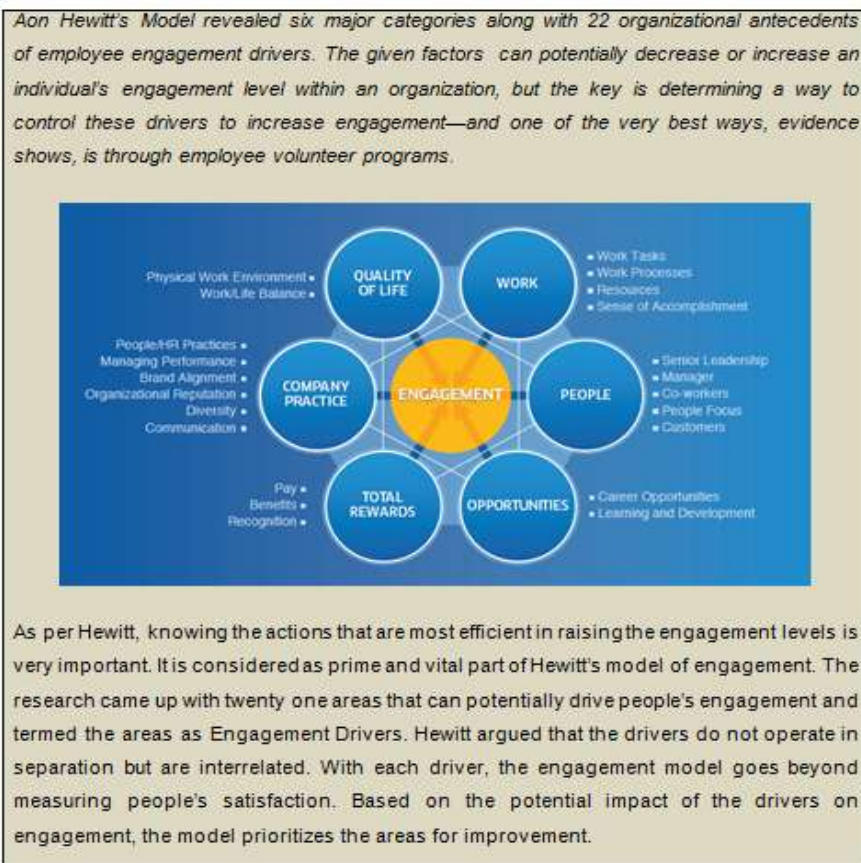 Aon Hewitt's Model revealed six major categories along with 22 organizational antecedents
of employee engagement drivers. The given factors can potentially decrease or increase an
individual's engagement level within an organization, but the key is determining a way to
control these drivers to increase engagement—and one of the very best ways, evidence
shows, is through employee volunteer programs.
QUALITY
OF LIFE
Physical Work Environment •
Work/Life Balance •
WORK
▪ Work Tasks
▪ Work Processes
▪ Resources
▪ Sense of Accomplishment
People/HR Practices •
Managing Performance •
Brand Alignment •
Organizational Reputation •
Diversity •
Communication •
COMPANY
PRACTICE
ENGAGEMENT
PEOPLE
▪ Senior Leadership
▪ Manager
▪ Co-workers
▪ People Focus
▪ Customers
Pay •
Benefits •
Recognition •
TOTAL
REWARDS
OPPORTUNITIES
▪ Career Opportunities
▪ Learning and Development
As per Hewitt, knowing the actions that are most efficient in raising the engagement levels is
very important. It is considered as prime and vital part of Hewitt's model of engagement. The
research came up with twenty one areas that can potentially drive people's engagement and
termed the areas as Engagement Drivers. Hewitt argued that the drivers do not operate in
separation but are interrelated. With each driver, the engagement model goes beyond
measuring people's satisfaction. Based on the potential impact of the drivers on
engagement, the model prioritizes the areas for improvement.